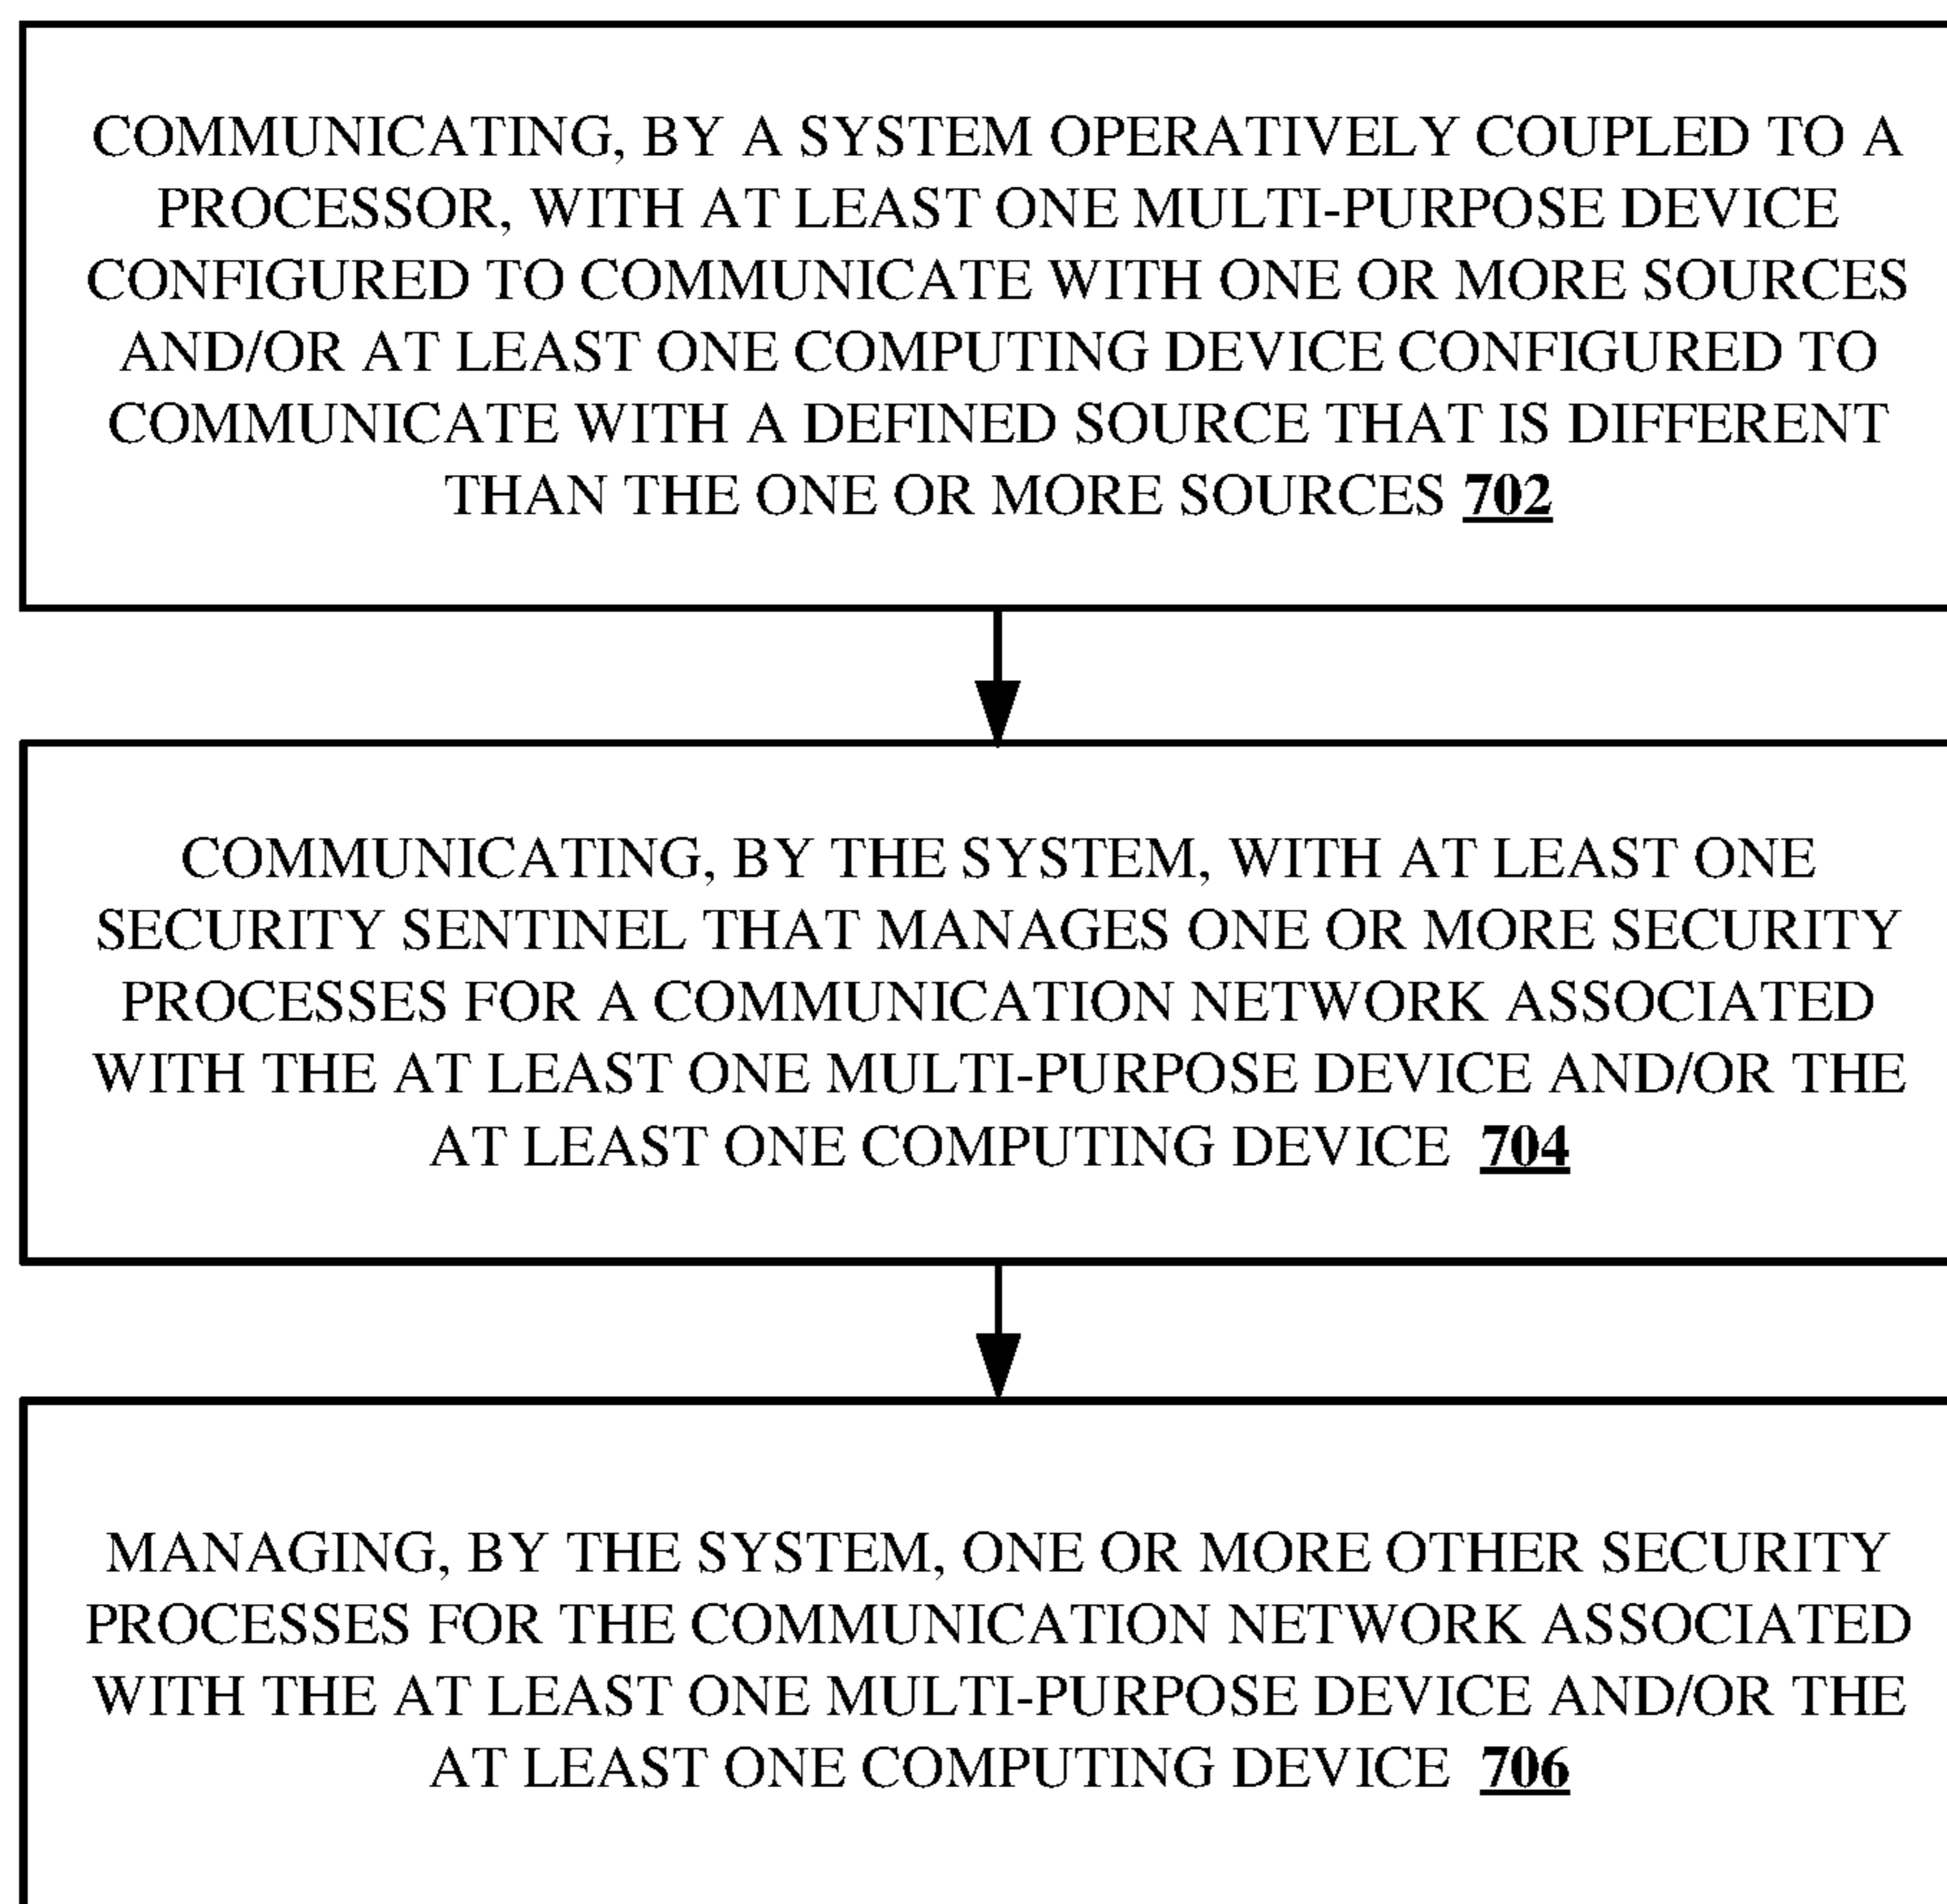 COMMUNICATING, BY A SYSTEM OPERATIVELY COUPLED TO A
PROCESSOR, WITH AT LEAST ONE MULTI-PURPOSE DEVICE
CONFIGURED TO COMMUNICATE WITH ONE OR MORE SOURCES
AND/OR AT LEAST ONE COMPUTING DEVICE CONFIGURED TO
COMMUNICATE WITH A DEFINED SOURCE THAT IS DIFFERENT
THAN THE ONE OR MORE SOURCES 702
COMMUNICATING, BY THE SYSTEM, WITH AT LEAST ONE
SECURITY SENTINEL THAT MANAGES ONE OR MORE SECURITY
PROCESSES FOR A COMMUNICATION NETWORK ASSOCIATED
WITH THE AT LEAST ONE MULTI-PURPOSE DEVICE AND/OR THE
AT LEAST ONE COMPUTING DEVICE 704
MANAGING, BY THE SYSTEM, ONE OR MORE OTHER SECURITY
PROCESSES FOR THE COMMUNICATION NETWORK ASSOCIATED
WITH THE AT LEAST ONE MULTI-PURPOSE DEVICE AND/OR THE
AT LEAST ONE COMPUTING DEVICE 706